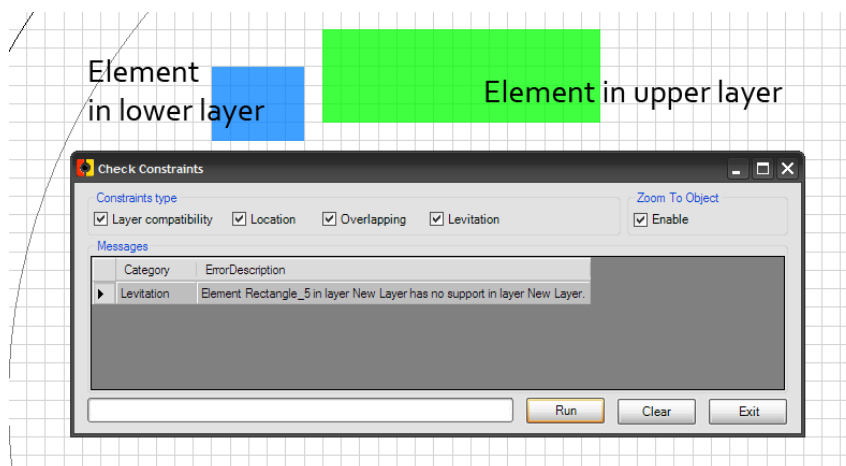 Element
in lower layer
Element in upper layer
Check Constraints
Constraints type
Zoom To Object
Layer compatibility Location Overlapping Levitation
Enable
Messages
Category ErrorDescription
Levitation Element Rectangle_5 in layer New Layer has no support in layer New Layer.
Run Clear Exit